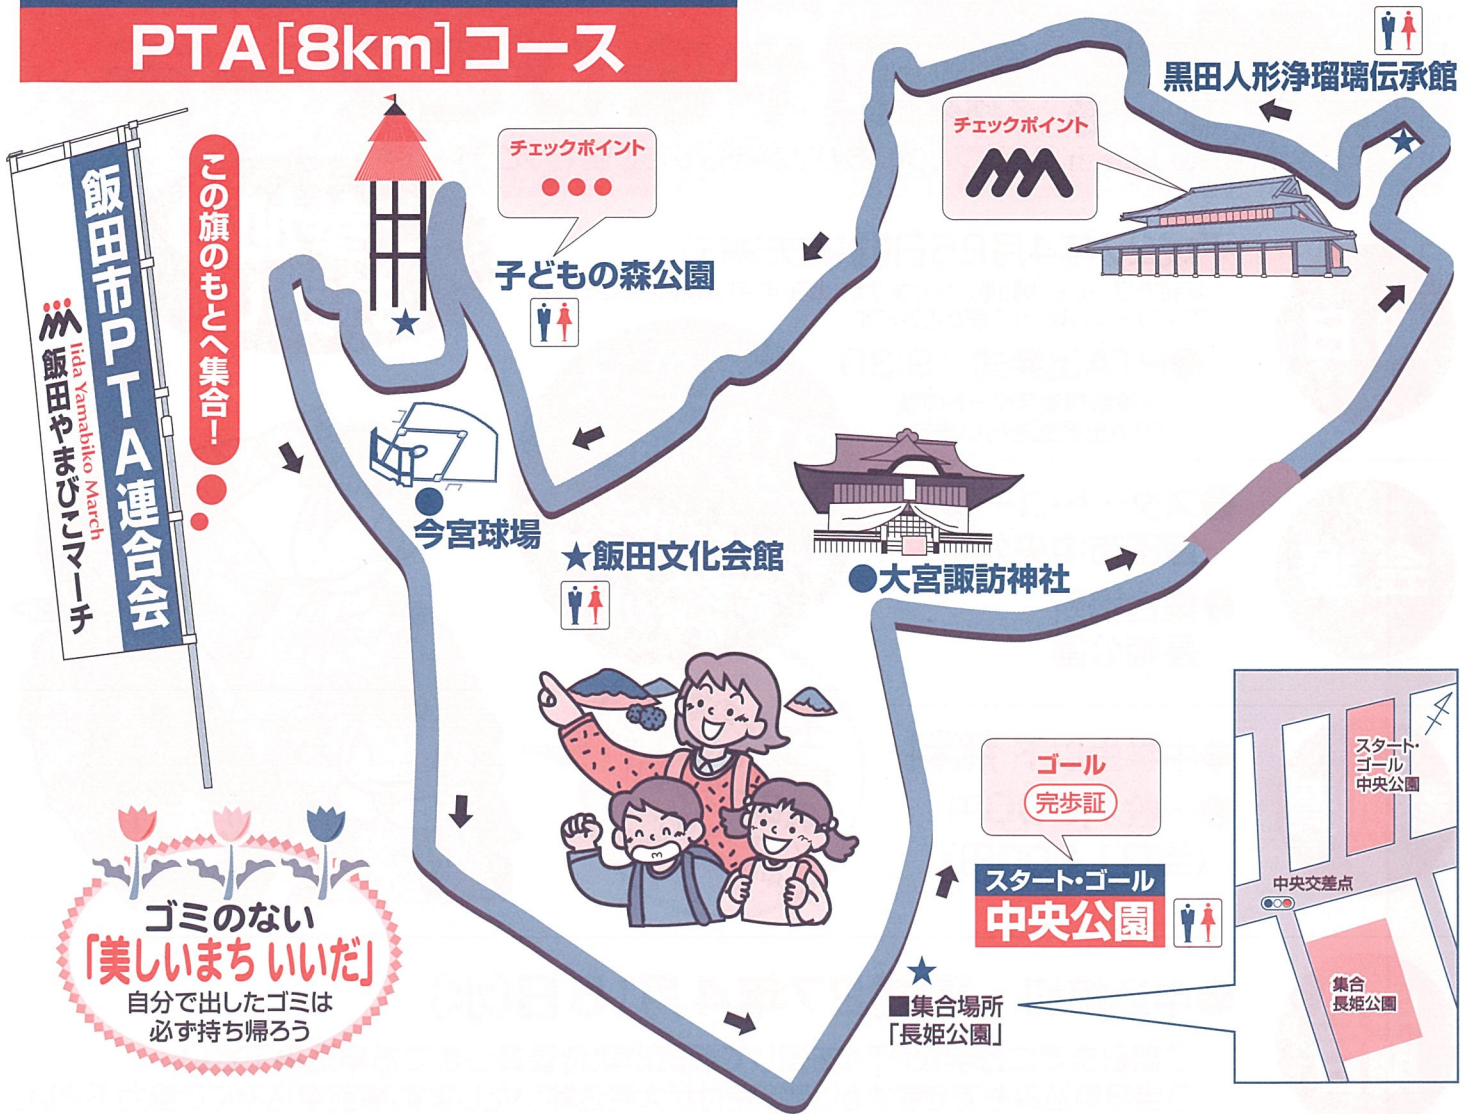 PTA[8km]コース
黒田人形浄瑠璃伝承館
チェックポイント
チェックポイント
子どもの森公園
この旗のもとへ集合!
飯田市PTA連合会
Iida Yamabiko March
飯田やまびこマーチ
今宮球場
★飯田文化会館
●大宮諏訪神社
ゴール
完歩証
スタート・ゴール
中央公園
■集合場所
「長姫公園」
スタート・
ゴール
中央公園
中央交差点
集合
長姫公園
ゴミのない
「美しいまち いいだ」
自分で出したゴミは
必ず持ち帰ろう